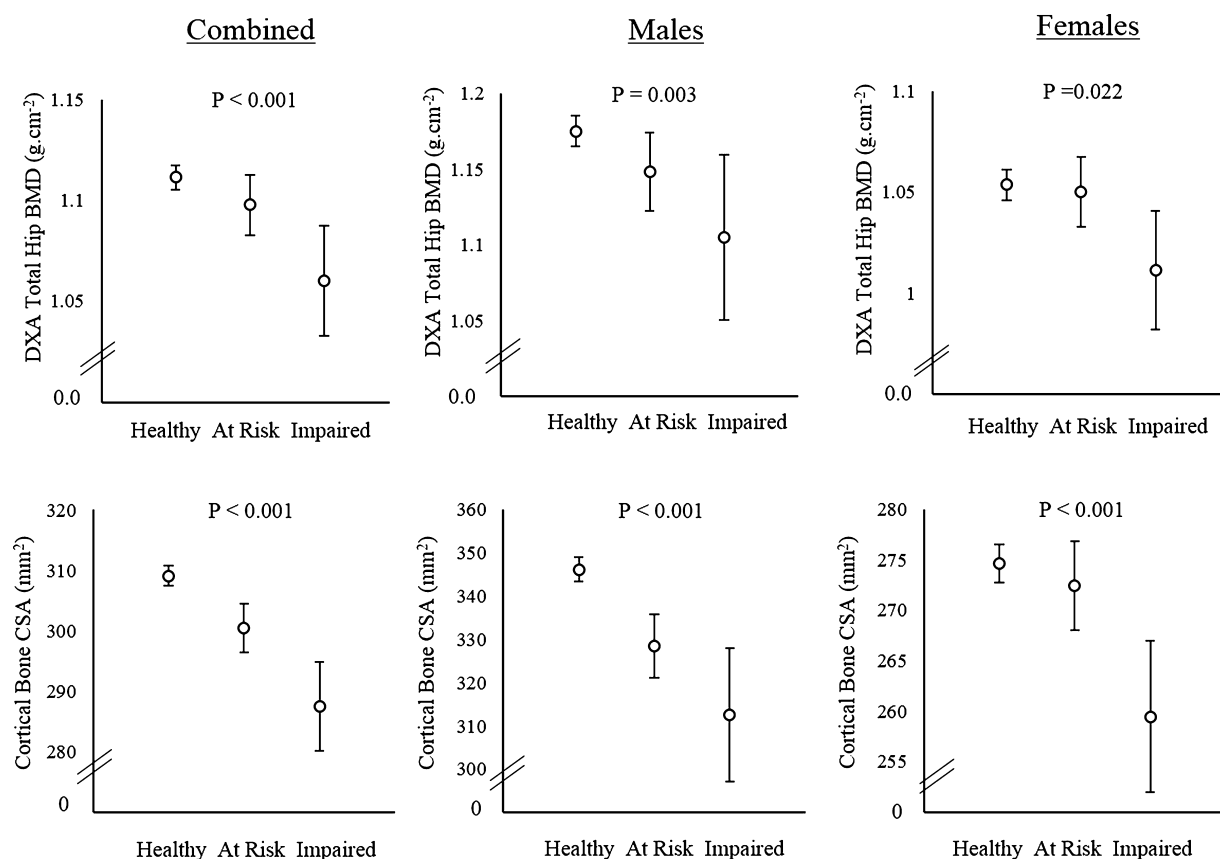 Combined
Males
Females
DXA Total Hip BMD (g.cm-2)
P < 0.001
1.15
1.1
1.05
0.0
Healthy At Risk Impaired
DXA Total Hip BMD (g.cm-2)
P = 0.003
1.2
1.15
1.1
1.05
0.0
Healthy At Risk Impaired
DXA Total Hip BMD (g.cm-2)
P =0.022
1.1
1.05
1
0.0
Healthy At Risk Impaired
Cortical Bone CSA (mm2)
P < 0.001
320
310
300
290
280
0
Healthy At Risk Impaired
Cortical Bone CSA (mm2)
P < 0.001
360
350
340
330
320
310
300
0
Healthy At Risk Impaired
Cortical Bone CSA (mm2)
P < 0.001
280
275
270
265
260
255
0
Healthy At Risk Impaired